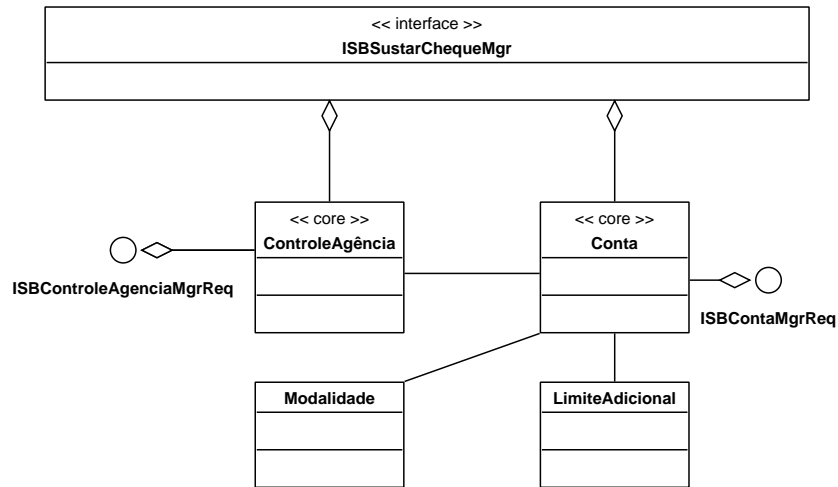 << interface >>
ISBSustarChequeMgr
<< core >>
ControleAgência
<< core >>
Conta
ISBControleAgenciaMgrReq
ISBContaMgrReq
Modalidade
LimiteAdicional